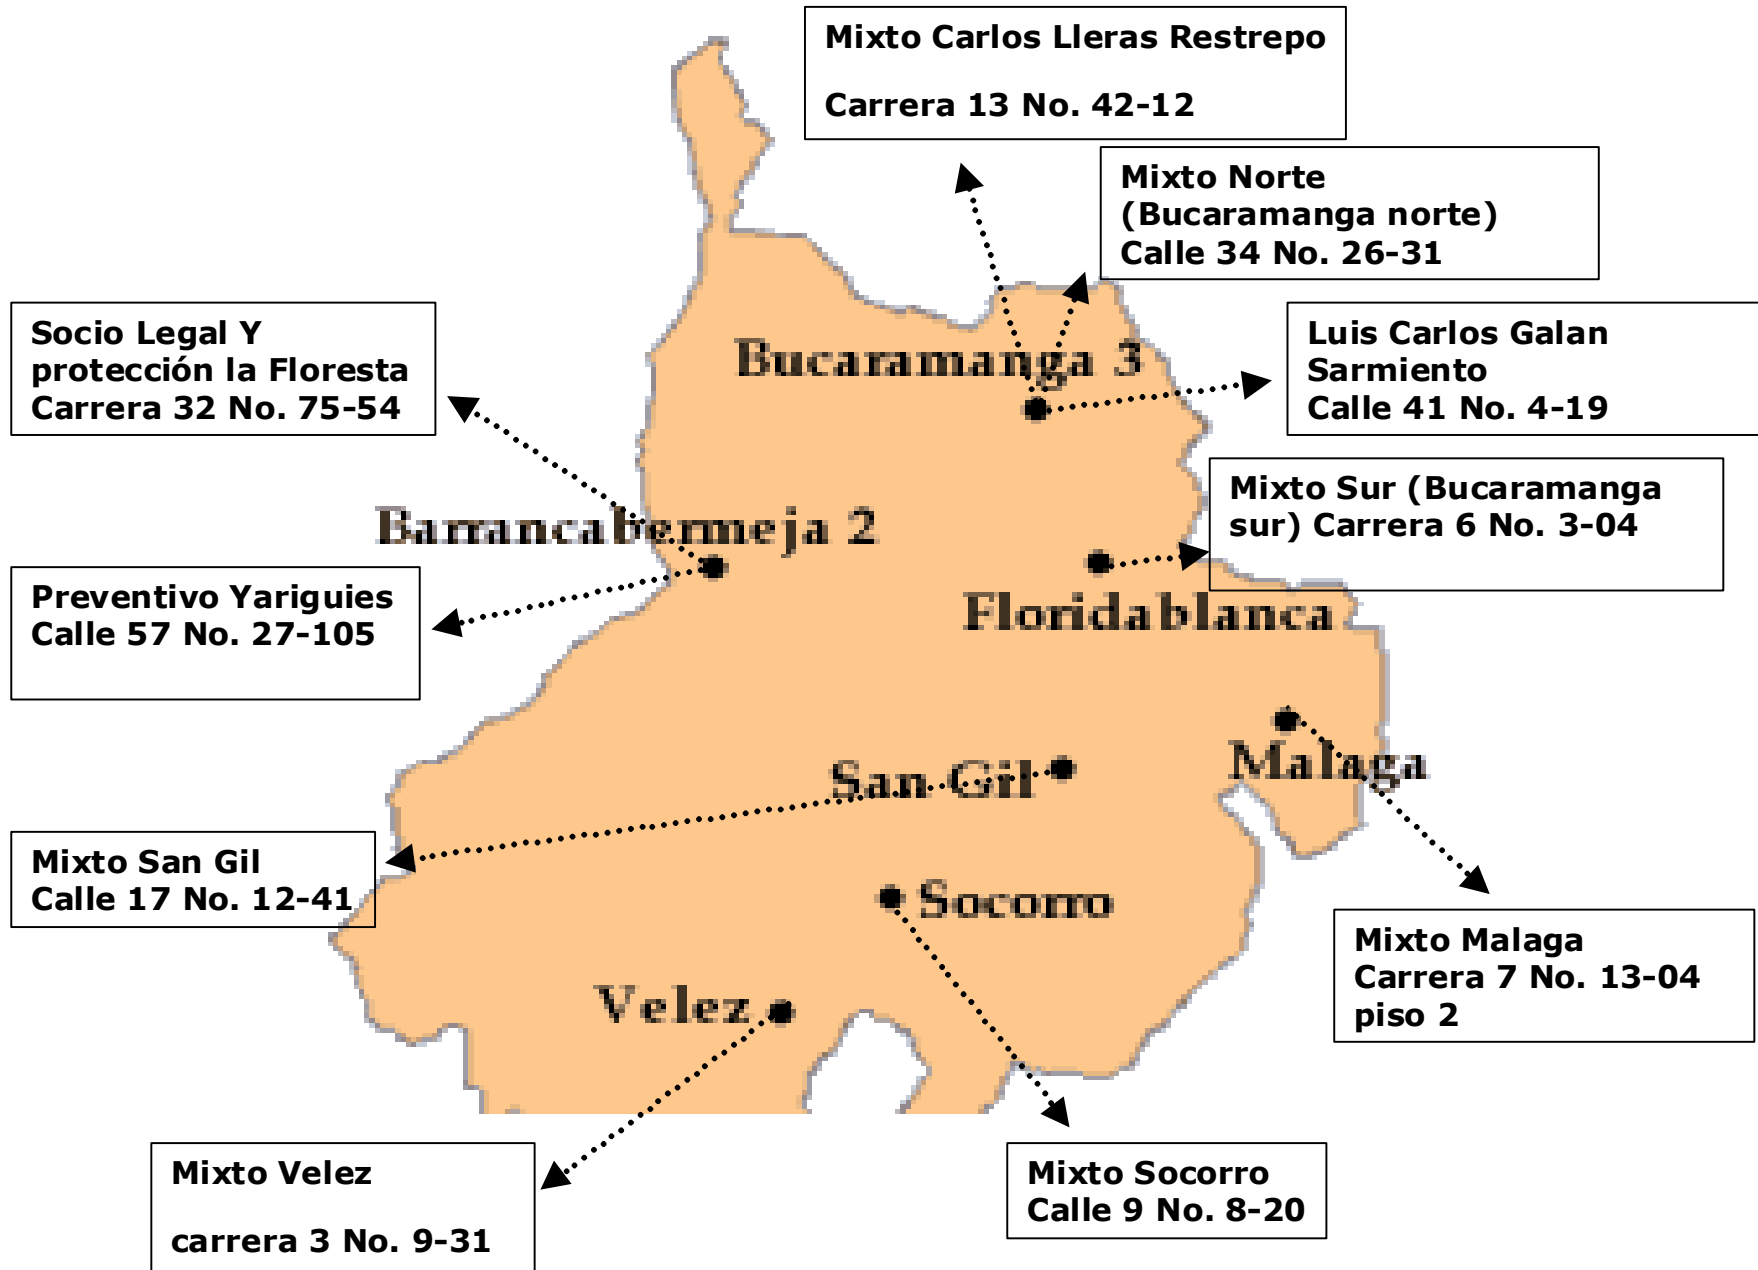 Mixto Carlos Lleras Restrepo
Carrera 13 No. 42-12
Mixto Norte
(Bucaramanga norte)
Calle 34 No. 26-31
Socio Legal Y
protección la Floresta
Carrera 32 No. 75-54
Luis Carlos Galan
Sarmiento
Calle 41 No. 4-19
Bucaramanga 3
Mixto Sur (Bucaramanga
sur) Carrera 6 No. 3-04
Barrancabermeja 2
Preventivo Yariguies
Calle 57 No. 27-105
Floridablanca
Malaga
San Gil
Mixto San Gil
Calle 17 No. 12-41
Socorro
Mixto Malaga
Carrera 7 No. 13-04
piso 2
Velez
Mixto Velez
carrera 3 No. 9-31
Mixto Socorro
Calle 9 No. 8-20